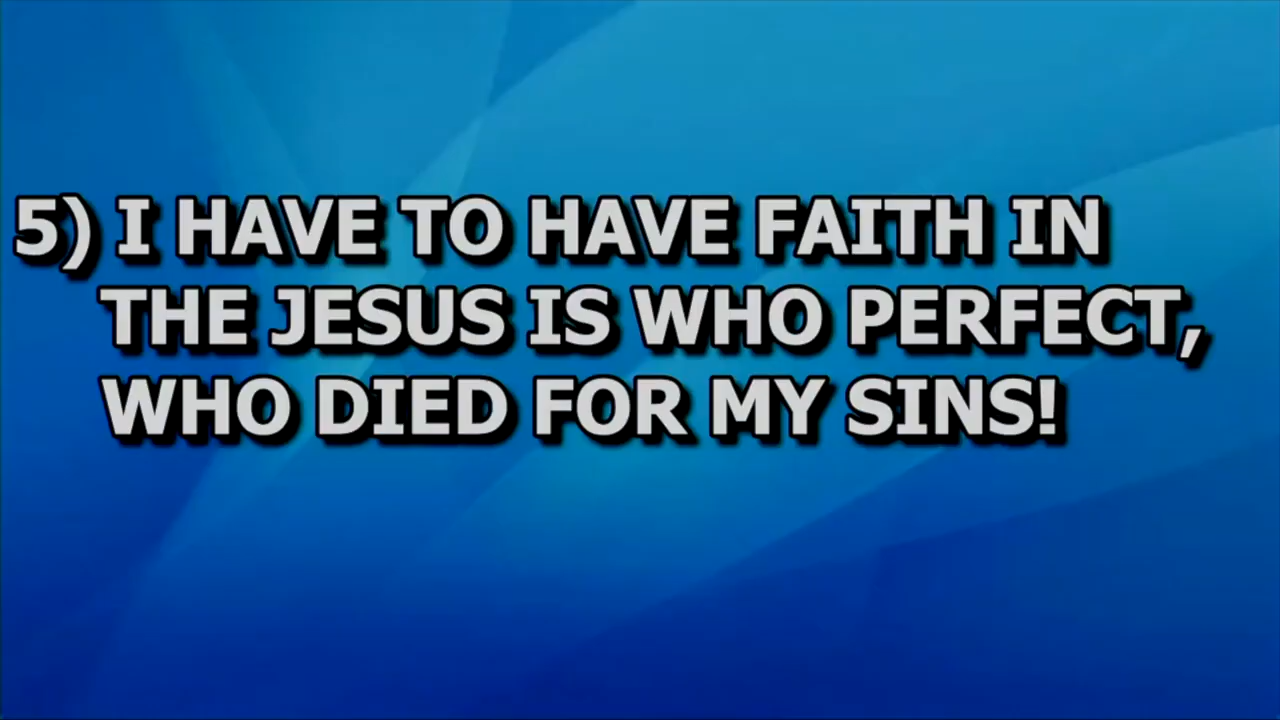 5) I HAVE TO HAVE FAITH IN
THE JESUS IS WHO PERFECT,
WHO DIED FOR MY SINS!